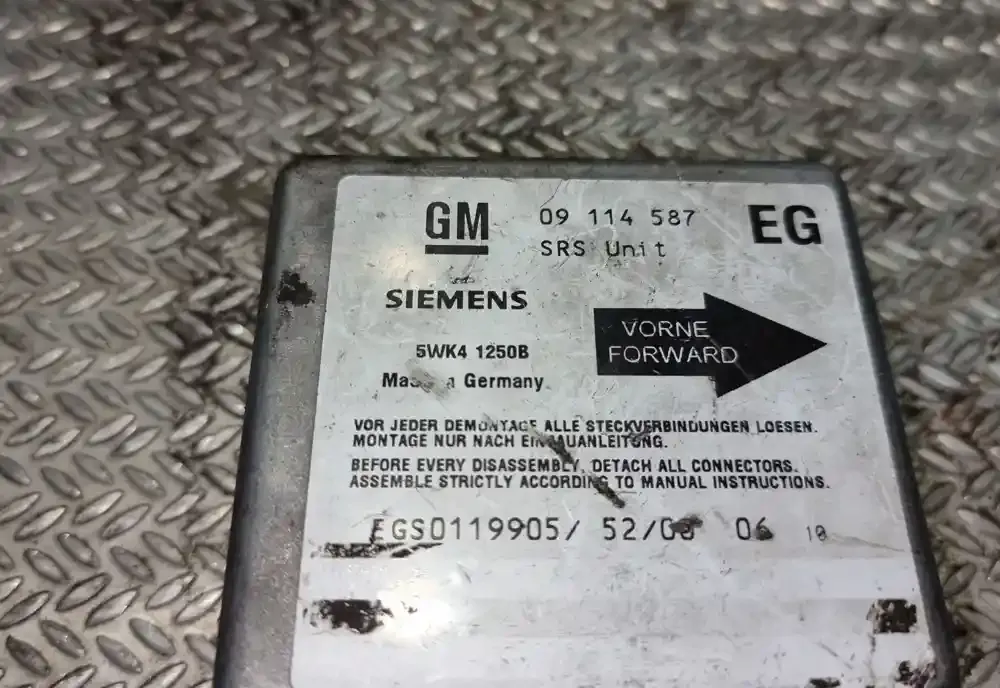 GM 09 114 587 EG
SRS Unit
SIEMENS
VORNE
FORWARD
5WK4 1250B
Germany
VOR JEDER DEMONTAGE ALLE STECKVERBINDUNGEN LOESEN.
MONTAGE NUR NACH EINBAUANLEITUNG.
BEFORE EVERY DISASSEMBLY, DETACH ALL CONNECTORS.
ASSEMBLE STRICTLY ACCORDING TO MANUAL INSTRUCTIONS.
EGS0119905/ 06 10